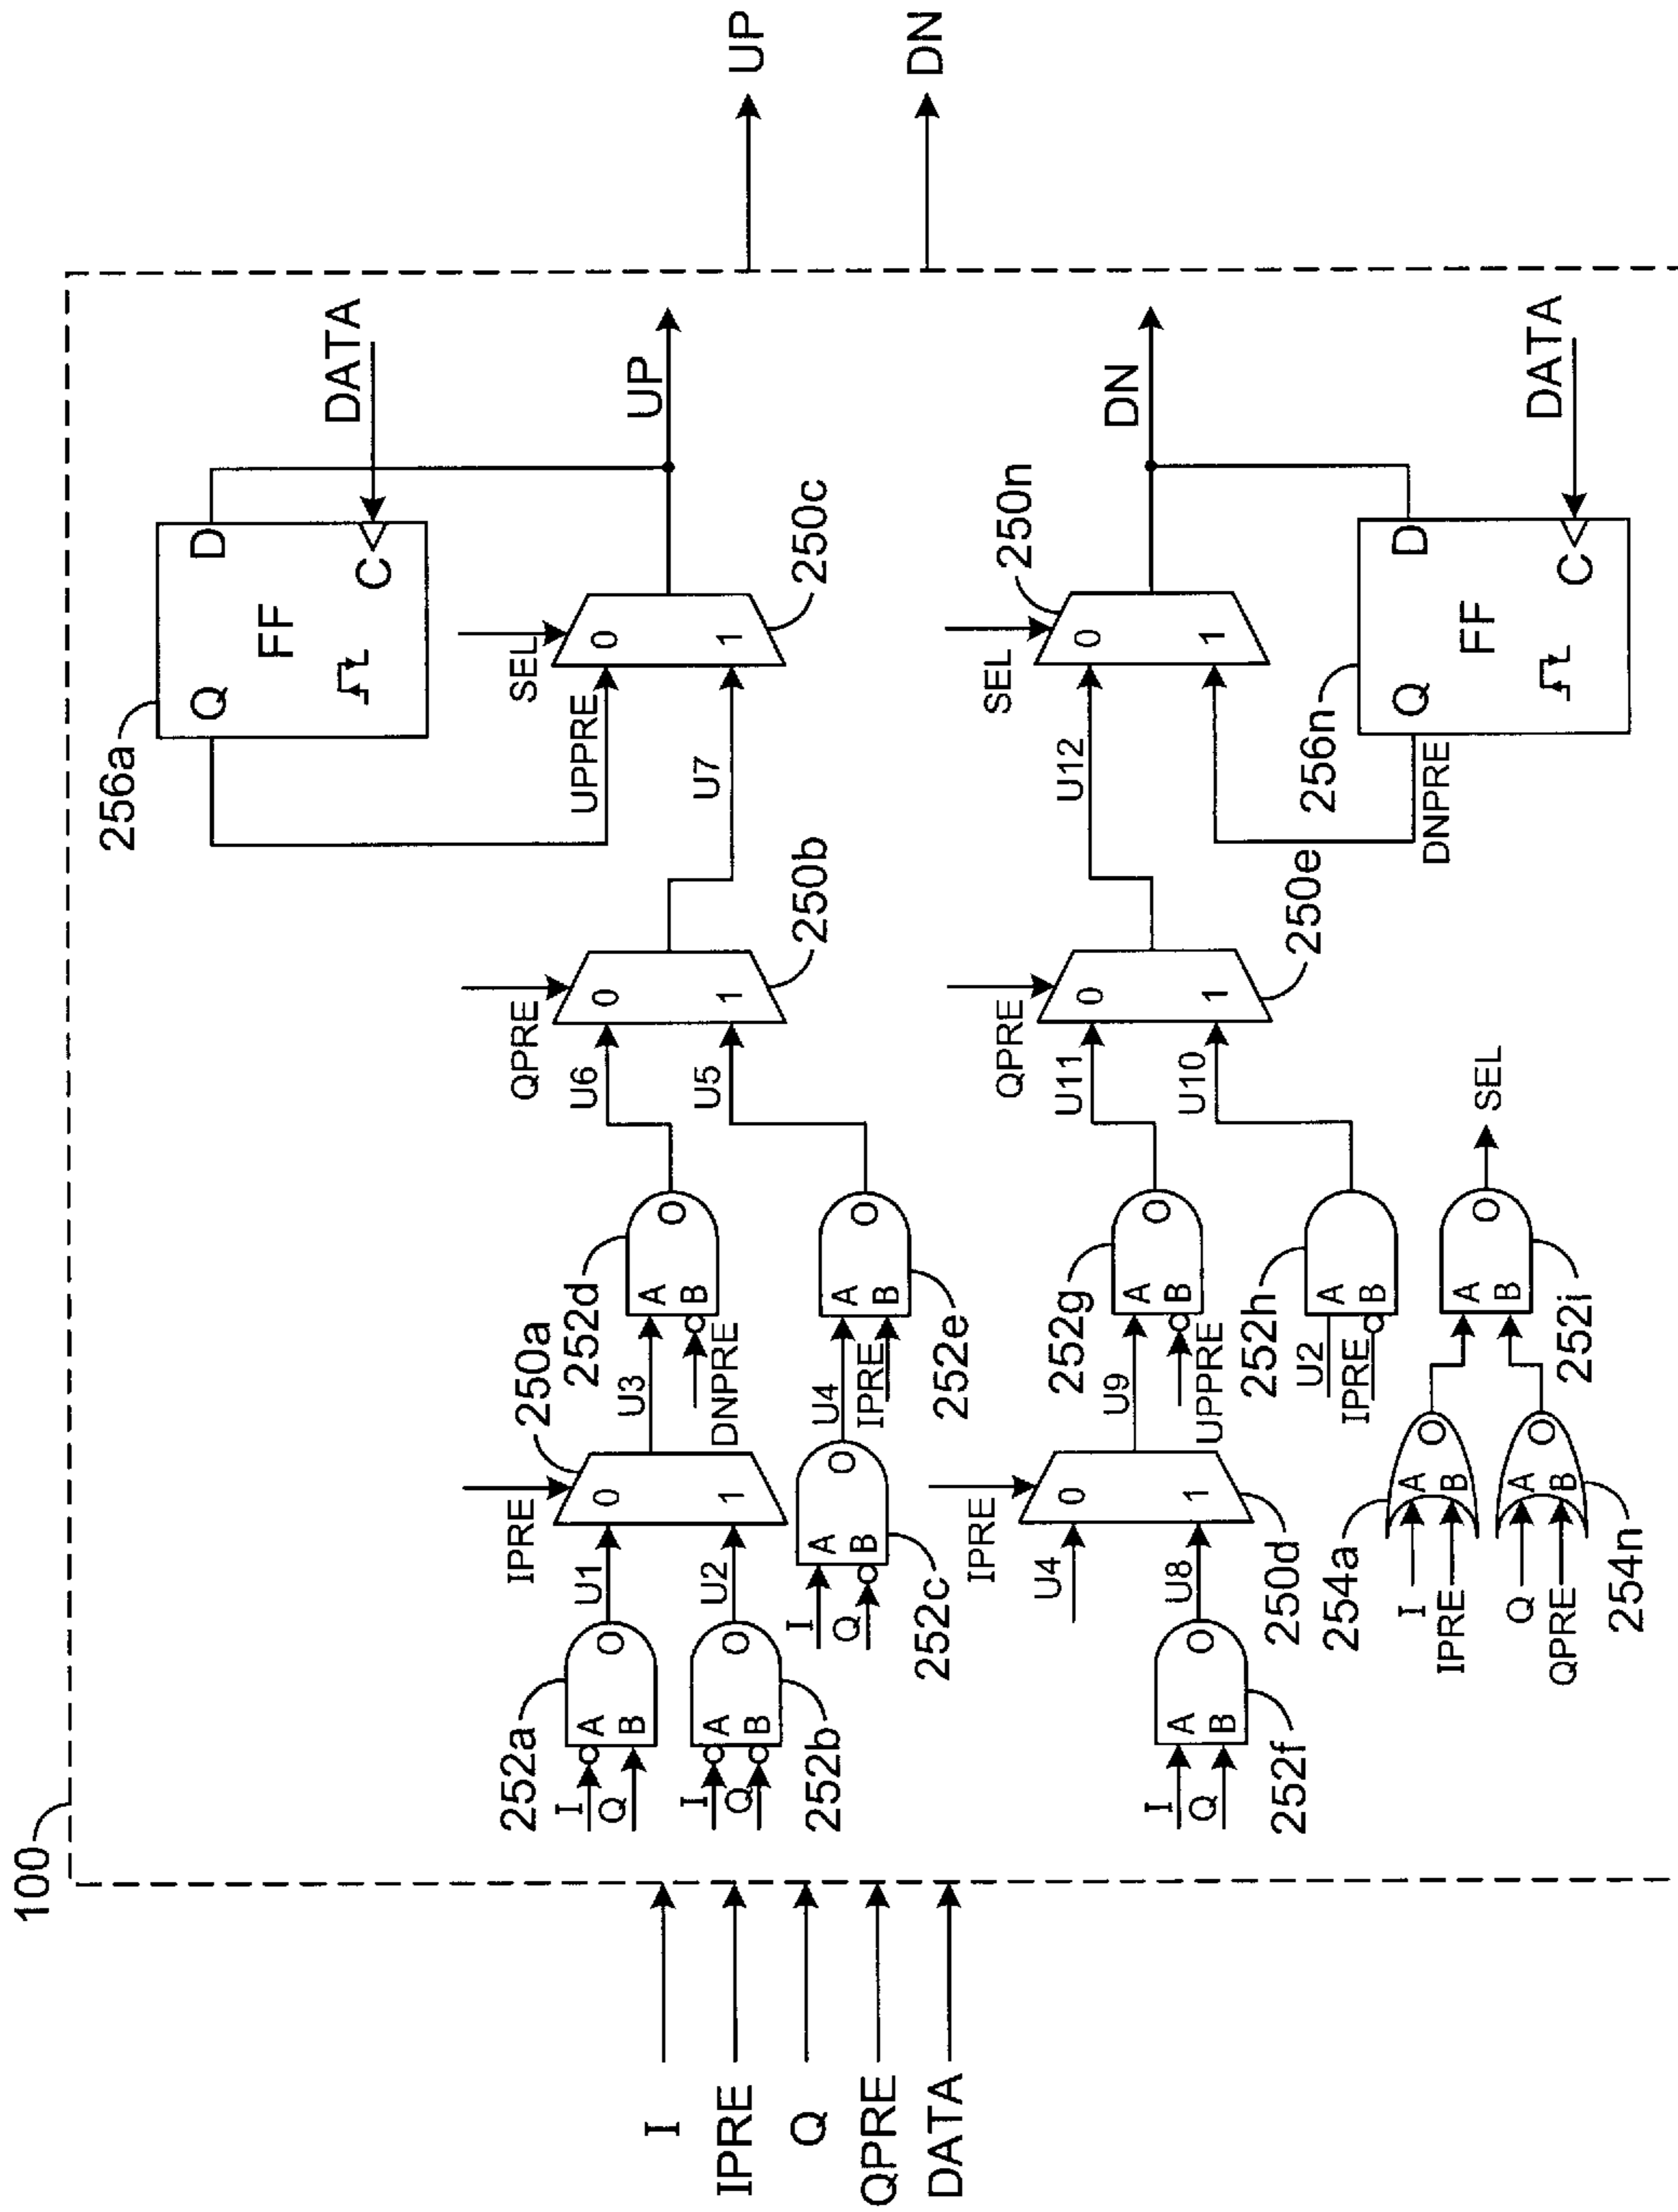 100
I
IPRE
Q
QPRE
DATA
UP
DN
252a
I
Q
A
B
O
U1
I
Q
A
B
O
252b
U2
IPRE
0
1
250a
U3
252d
A
B
O
DNPRE
U6
I
Q
A
B
O
252c
U4
IPRE
A
B
O
252e
U5
QPRE
0
1
250b
U7
256a
Q
FF
D
C
DATA
UPPRE
SEL
0
1
250c
UP
I
Q
A
B
O
252f
U8
U4
IPRE
0
1
250d
U9
252g
A
B
O
UPPRE
U11
252h
U2
IPRE
A
B
U10
QPRE
0
1
250e
U12
SEL
0
1
250n
DN
256n
Q
FF
D
C
DATA
DNPRE
254a
I
IPRE
A
B
O
Q
QPRE
A
B
O
254n
A
B
O
252i
SEL